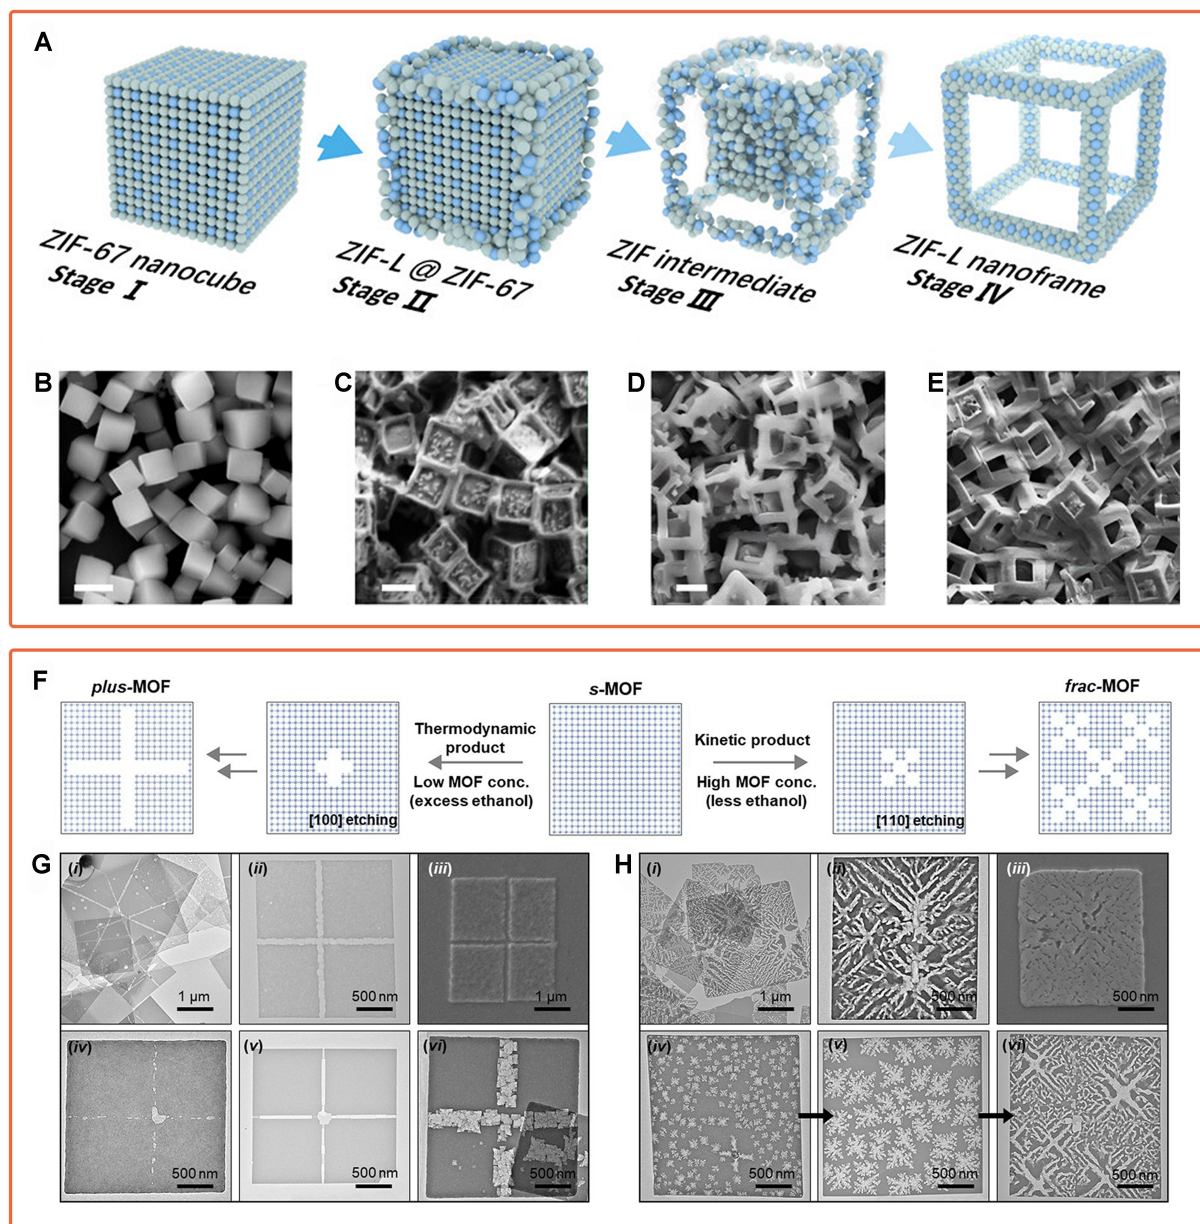 A
ZIF-67 nanocube
Stage I
ZIF-L @ ZIF-67
Stage II
ZIF intermediate
Stage III
ZIF-L nanoframe
Stage IV
B
C
D
E
F
plus-MOF
s-MOF
frac-MOF
Thermodynamic
product
Low MOF conc.
(excess ethanol)
Kinetic product
High MOF conc.
(less ethanol)
[100] etching
[110] etching
G
(i)
(ii)
(iii)
1 µm
500 nm
1 µm
(iv)
(v)
(vi)
500 nm
500 nm
500 nm
H
(i)
(ii)
(iii)
1 µm
500 nm
500 nm
(iv)
(v)
(vi)
500 nm
500 nm
500 nm